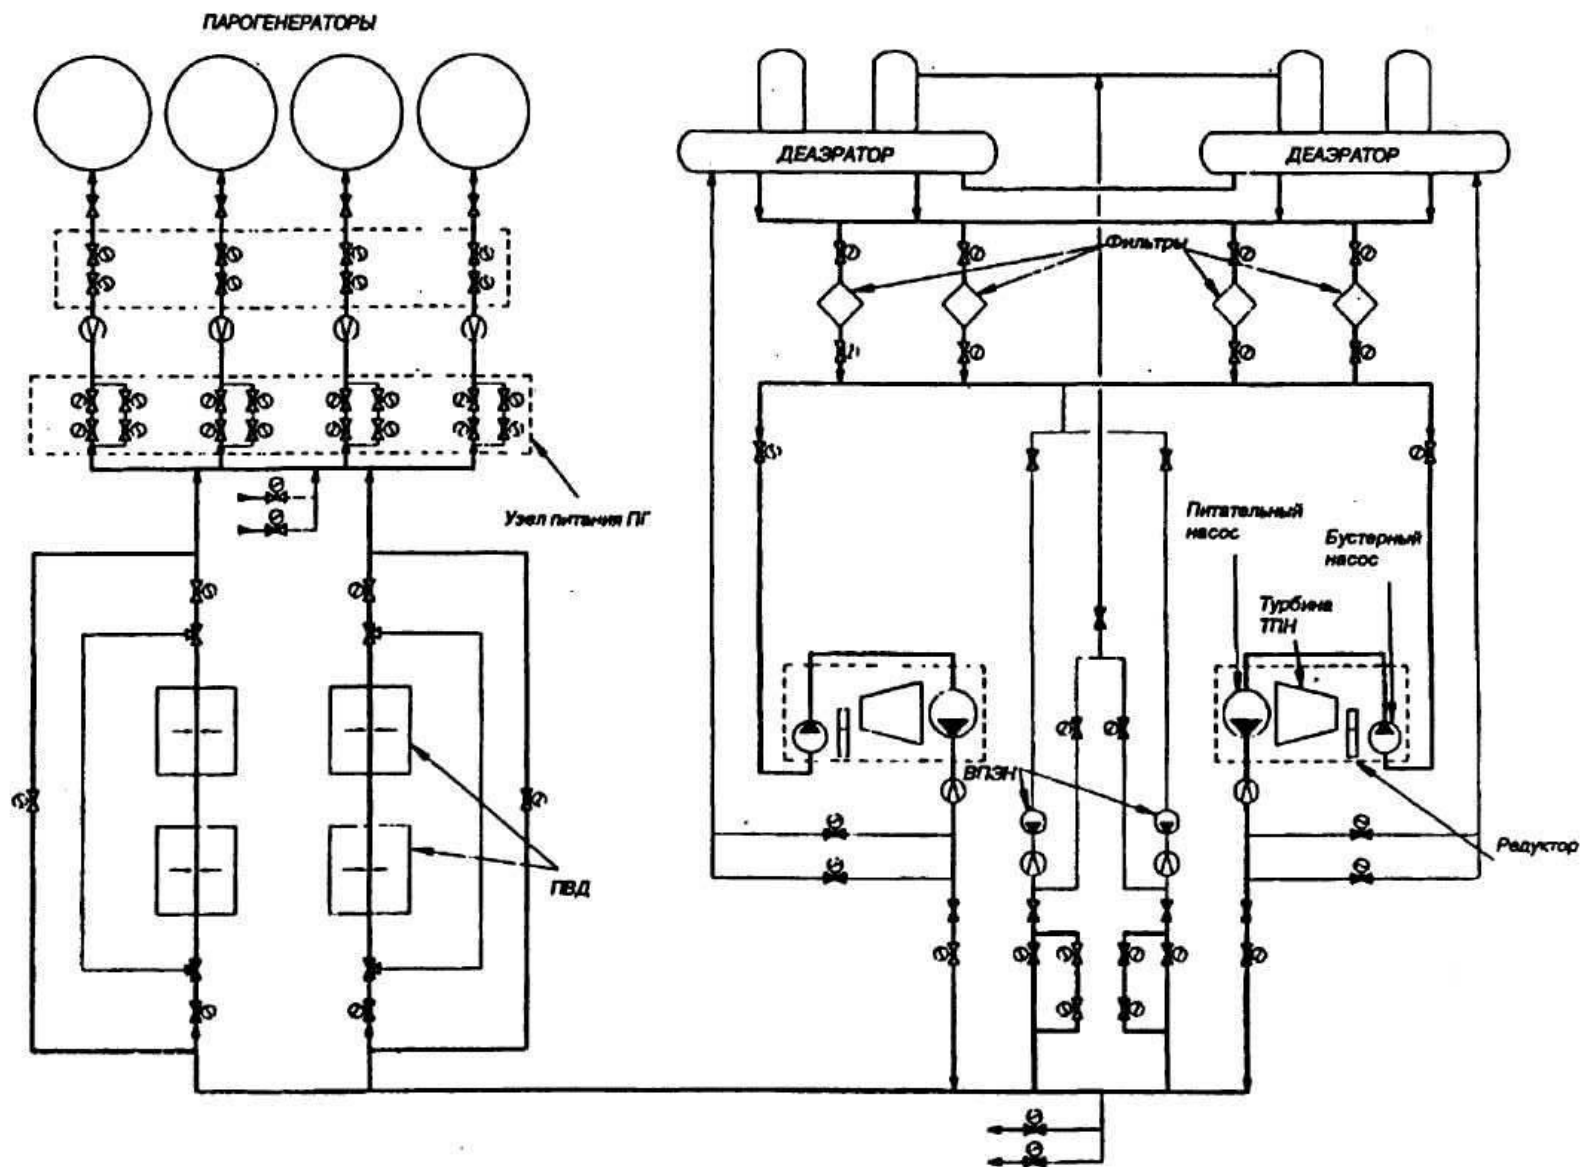 ПАРОГЕНЕРАТОРЫ
ДЕАЭРАТОР
ДЕАЭРАТОР
Фильтры
Узел питания ПГ
Питательный
насос
Бустерный
насос
Турбина
ТПН
ВПЭН
Редуктор
ПВД